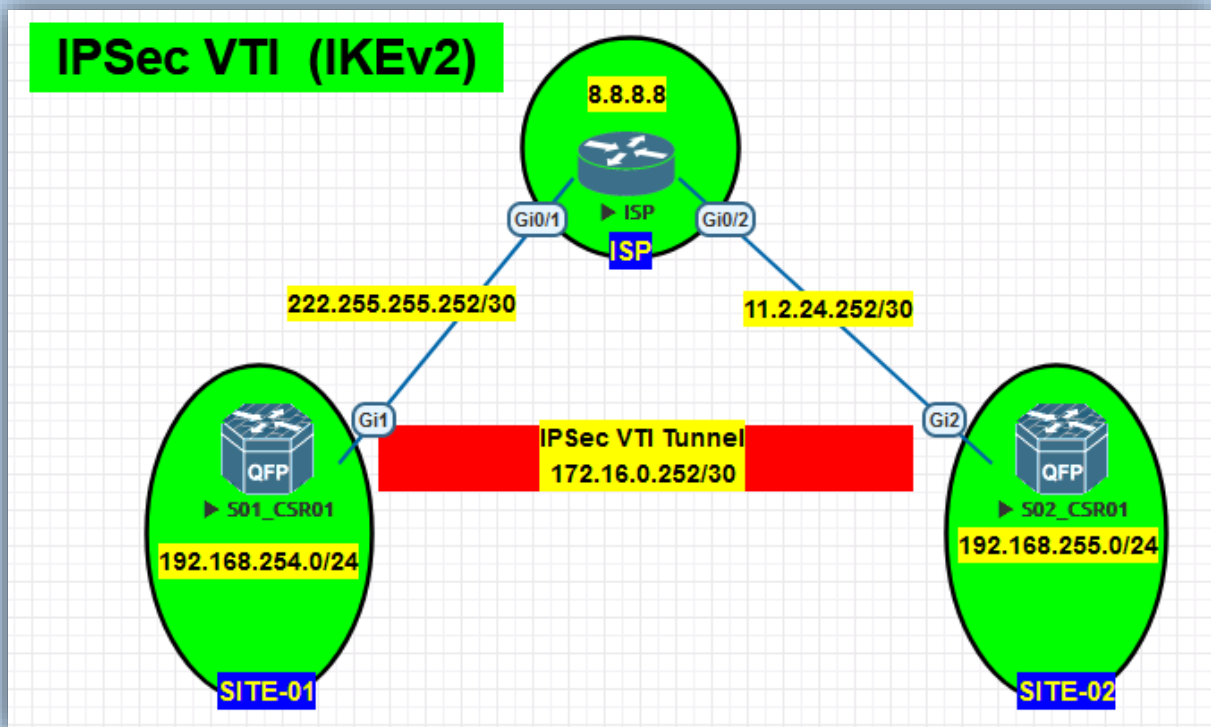 IPSec VTI (IKEv2)
8.8.8.8
ISP
Gi0/1
Gi0/2
ISP
222.255.255.252/30
11.2.24.252/30
Gi1
Gi2
IPSec VTI Tunnel
172.16.0.252/30
QFP
QFP
S01_CSR01
S02_CSR01
192.168.254.0/24
192.168.255.0/24
SITE-01
SITE-02